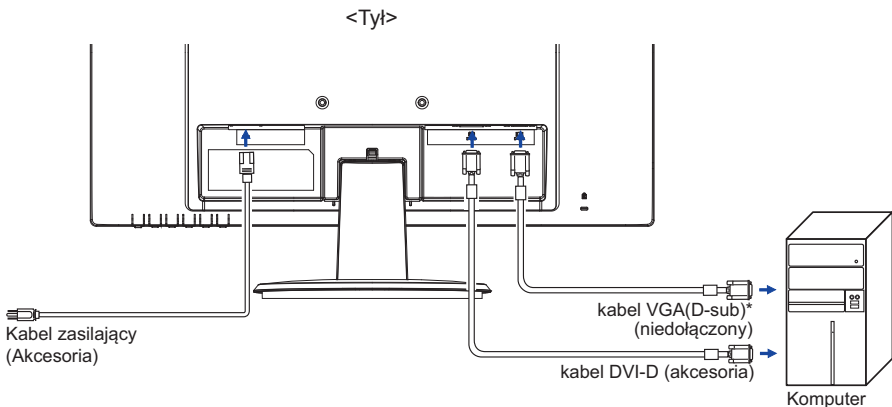 <Tył>
kabel VGA(D-sub)*
(niedołączony)
Kabel zasilający
(Akcesoria)
kabel DVI-D (akcesoria)
Komputer